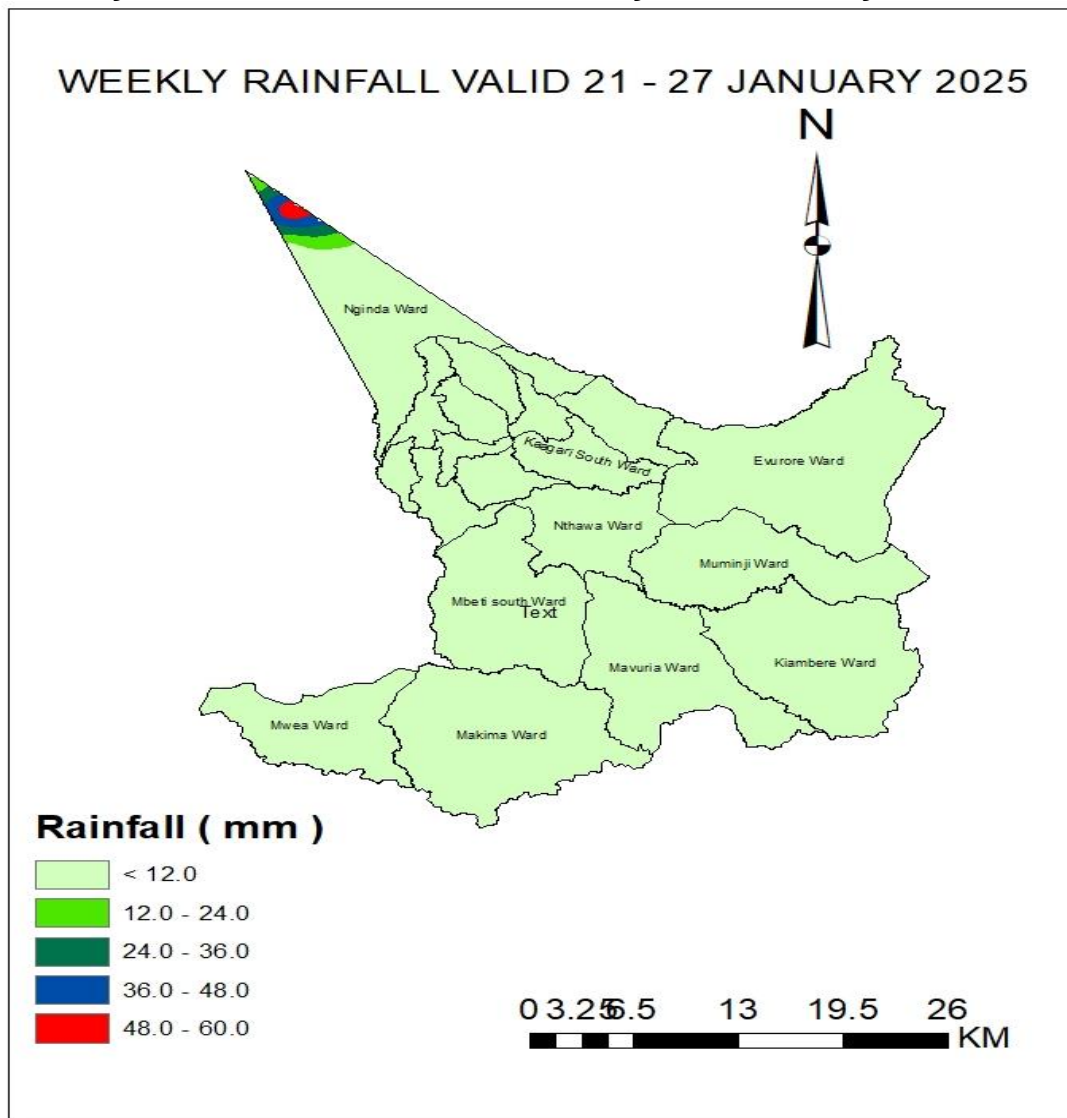 WEEKLY RAINFALL VALID 21 - 27 JANUARY 2025
N
Nginda Ward
Kaagari South Ward
Evurore Ward
Nthawa Ward
Muminji Ward
Mbeti south Ward
Text
Mavuria Ward
Kiambere Ward
Mwea Ward
Makima Ward
Rainfall ( mm )
< 12.0
12.0 - 24.0
24.0 - 36.0
36.0 - 48.0
48.0 - 60.0
0 3.25 6.5 13 19.5 26
KM